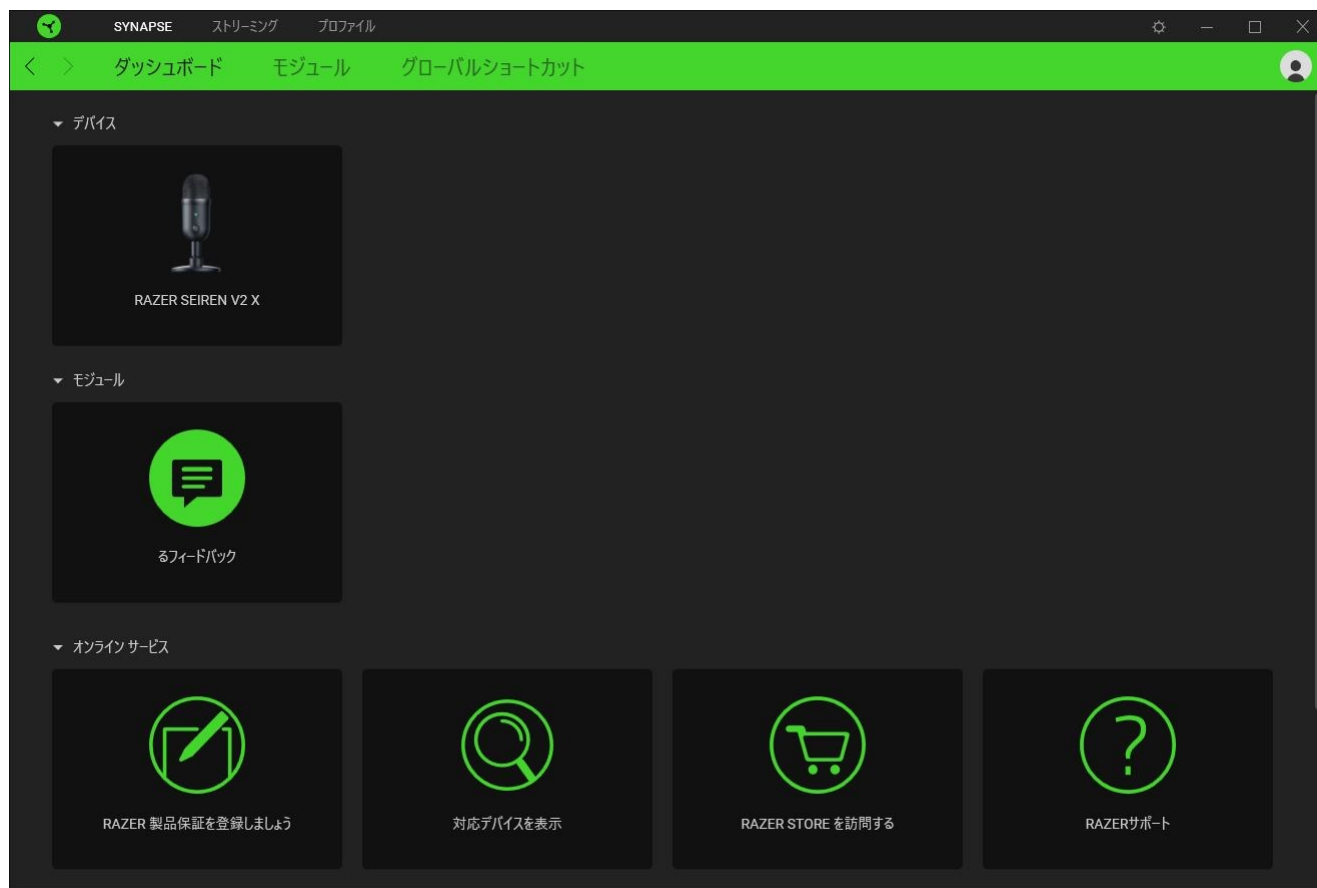 SYNAPSE ストリーミング プロファイル
ダッシュボード モジュール グローバルショートカット
デバイス
RAZER SEIREN V2 X
モジュール
るフィードバック
オンライン サービス
RAZER 製品保証を登録しましょう 対応デバイスを表示 RAZER STORE を訪問する RAZERサポート